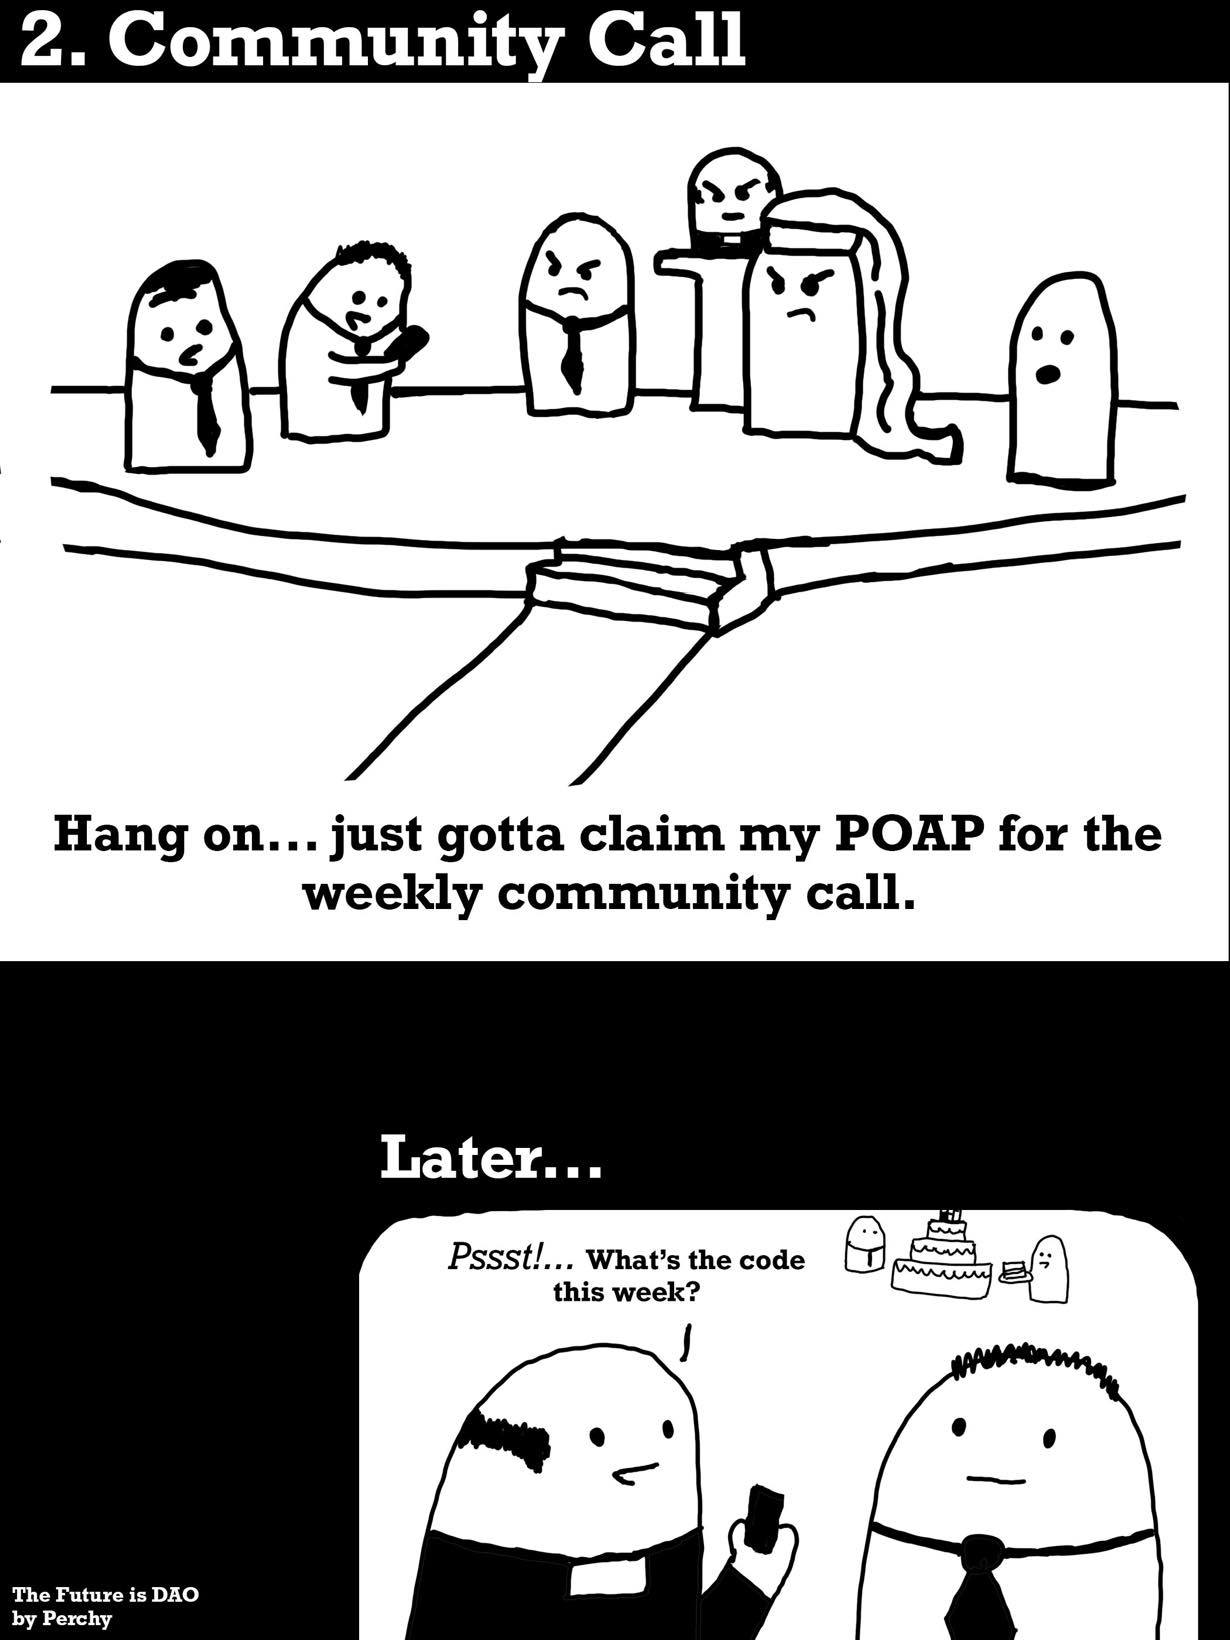 2. Community Call
Hang on... just gotta claim my POAP for the
weekly community call.
Later...
Pssst!... What's the code
this week?
The Future is DAO
by Perchy